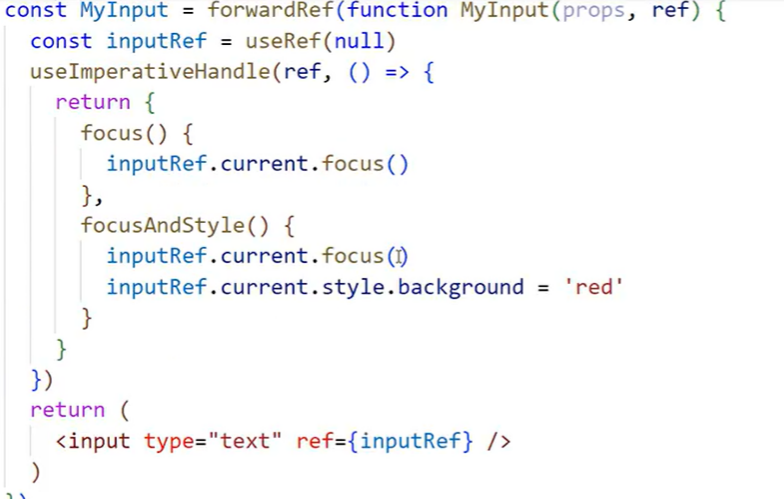 const MyInput = forwardRef(function MyInput(props, ref) {
  const inputRef = useRef(null)
  useImperativeHandle(ref, () => {
    return {
      focus() {
        inputRef.current.focus()
      },
      focusAndStyle() {
        inputRef.current.focus()
        inputRef.current.style.background = 'red'
      }
    }
  })
  return (
    <input type="text" ref={inputRef} />
  )
})